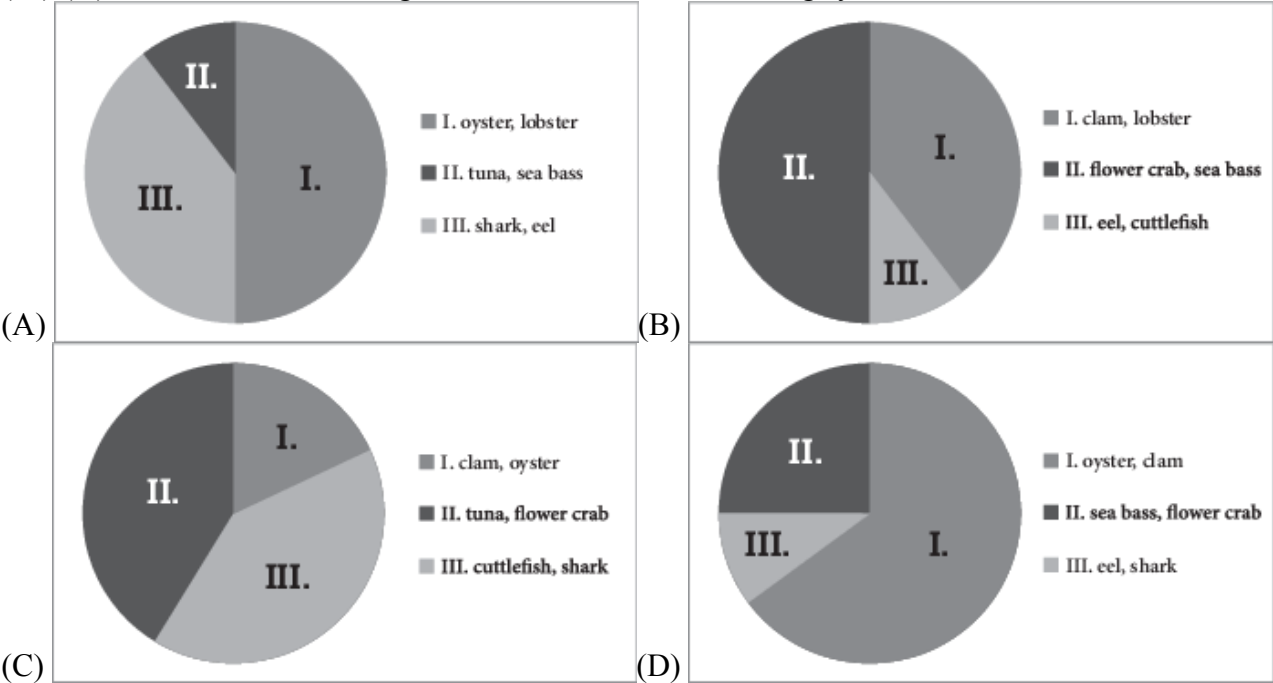 II.
III.
I.
I. oyster, lobster
II. tuna, sea bass
III. shark, eel
(A)
II.
I.
III.
I. clam, lobster
II. flower crab, sea bass
III. eel, cuttlefish
(B)
I.
II.
III.
I. clam, oyster
II. tuna, flower crab
III. cuttlefish, shark
(C)
II.
III.
I.
I. oyster, clam
II. sea bass, flower crab
III. eel, shark
(D)